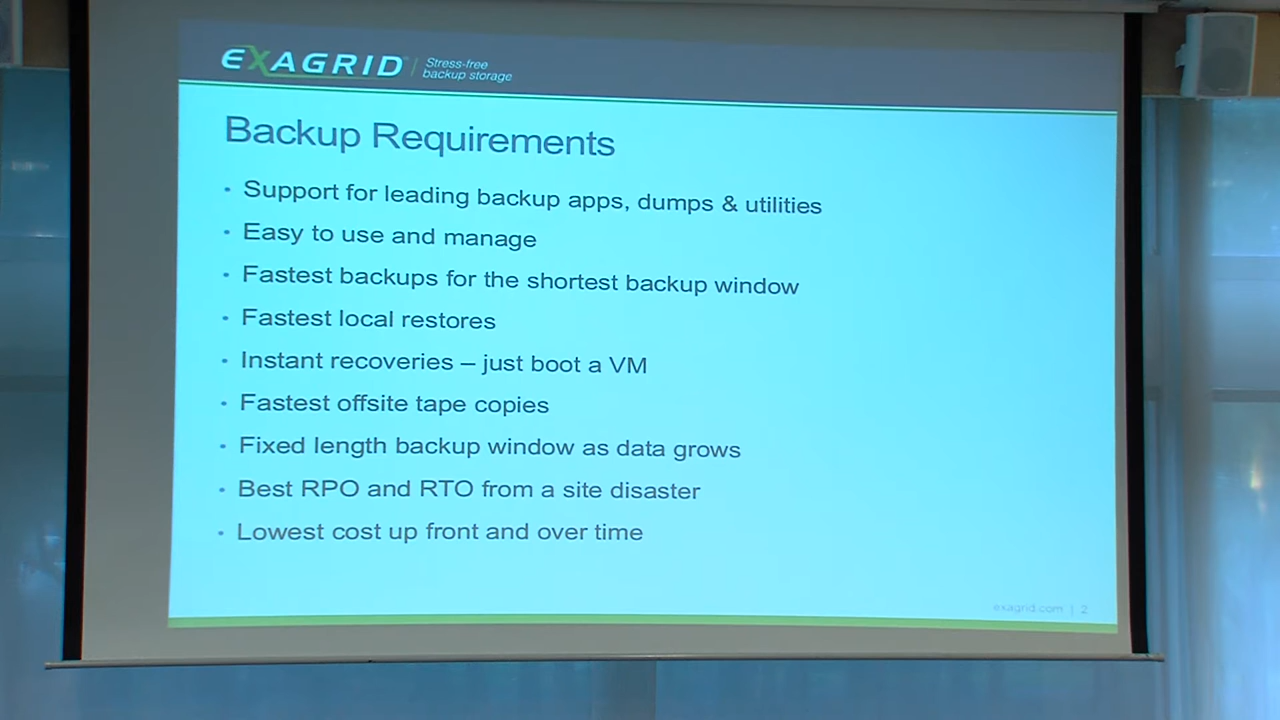 EXAGRID
Stress-free
backup storage
Backup Requirements
• Support for leading backup apps, dumps & utilities
• Easy to use and manage
• Fastest backups for the shortest backup window
• Fastest local restores
• Instant recoveries – just boot a VM
• Fastest offsite tape copies
• Fixed length backup window as data grows
• Best RPO and RTO from a site disaster
• Lowest cost up front and over time
exagrid.com | 2